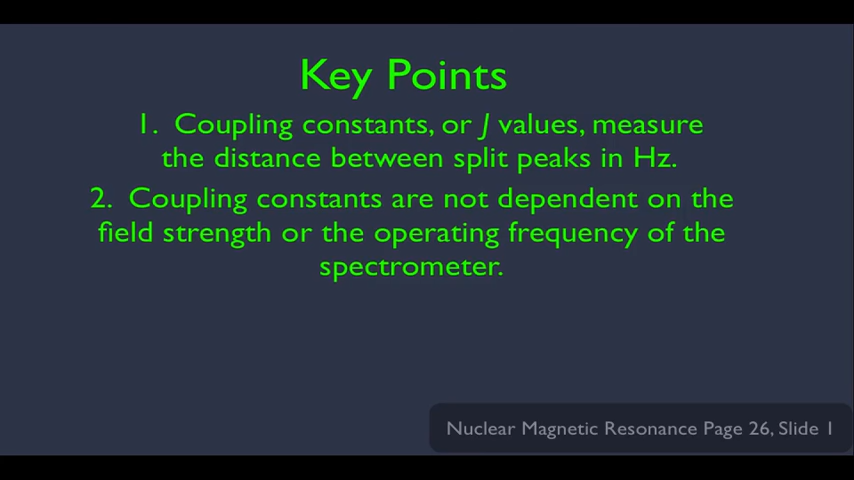 Key Points
1. Coupling constants, or J values, measure
the distance between split peaks in Hz.
2. Coupling constants are not dependent on the
field strength or the operating frequency of the
spectrometer.
Nuclear Magnetic Resonance Page 26, Slide 1